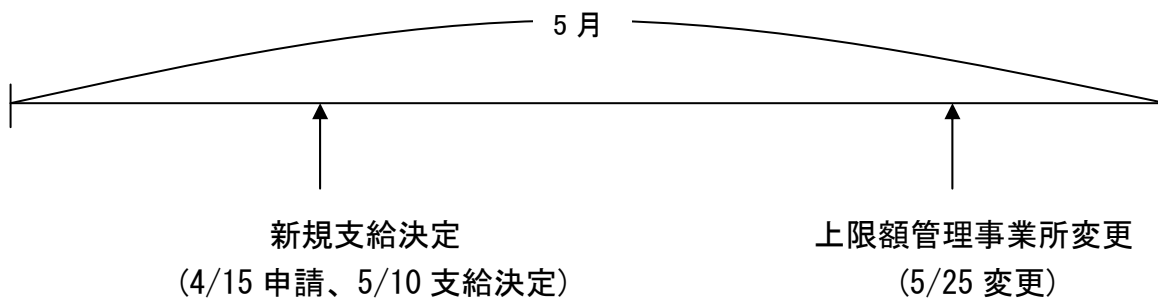 5 月
新規支給決定
(4/15 申請、5/10 支給決定)
上限額管理事業所変更
(5/25 変更)